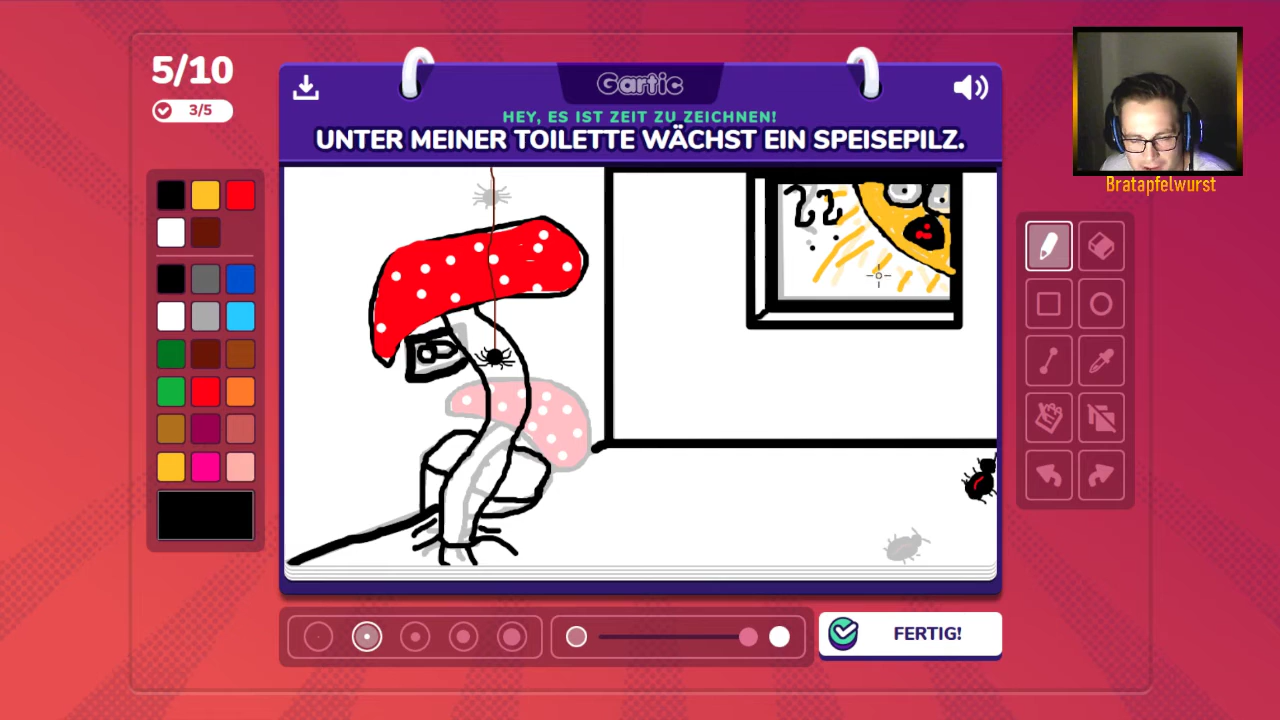 5/10
3/5
Gartic
HEY, ES IST ZEIT ZU ZEICHNEN!
UNTER MEINER TOILETTE WÄCHST EIN SPEISEPILZ.
Bratapfelwurst
22
FERTIG!